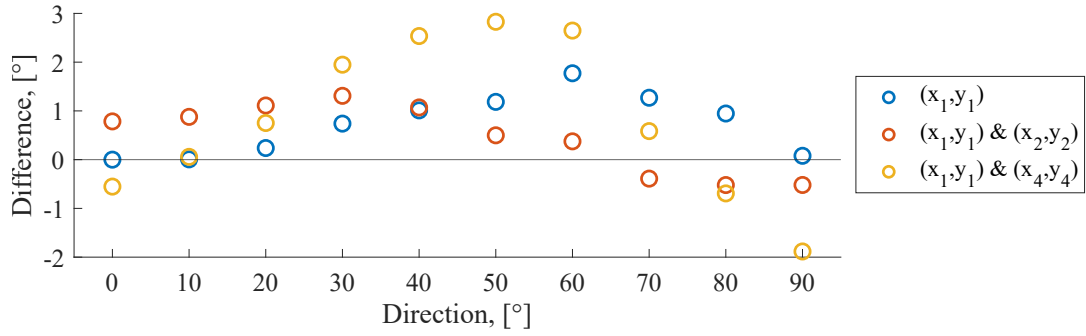 Difference, [°]
3
2
1
0
-1
-2
0 10 20 30 40 50 60 70 80 90
Direction, [°]
(x₁,y₁)
(x₁,y₁) & (x₂,y₂)
(x₁,y₁) & (x₄,y₄)